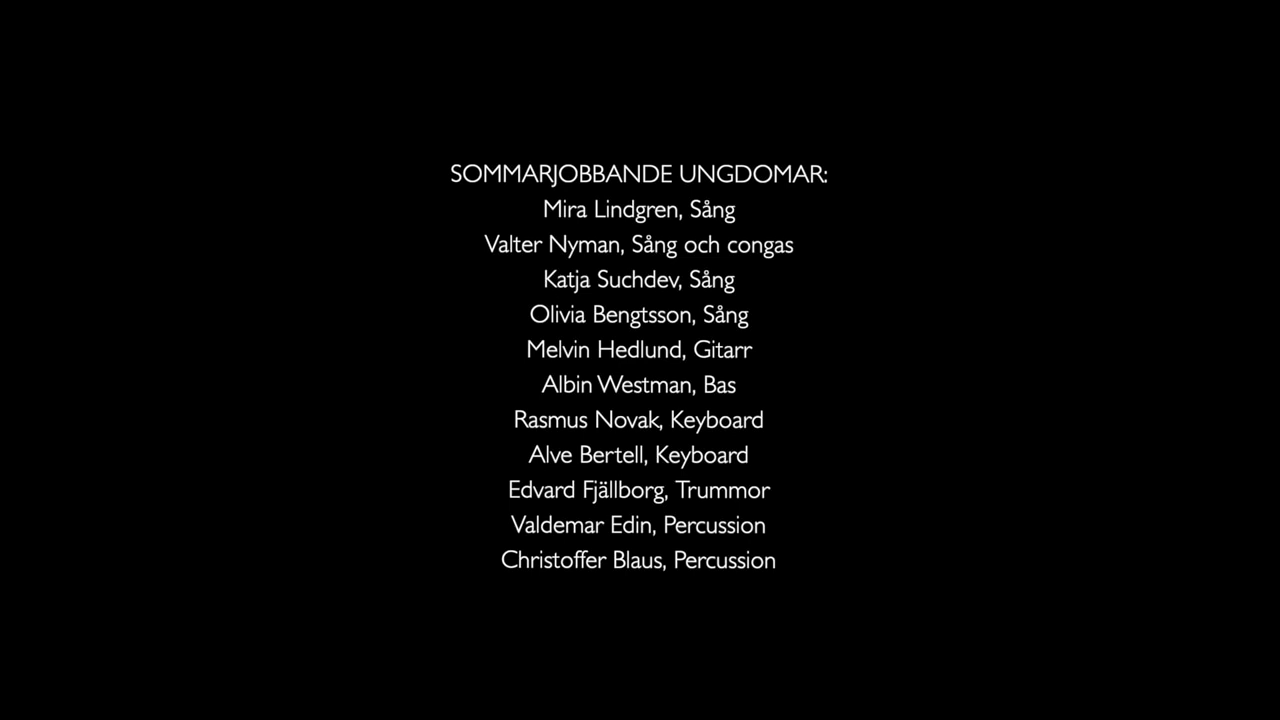 SOMMARJOBBANDE UNGDOMAR:
Mira Lindgren, Sång
Valter Nyman, Sång och congas
Katja Suchdev, Sång
Olivia Bengtsson, Sång
Melvin Hedlund, Gitarr
Albin Westman, Bas
Rasmus Novak, Keyboard
Alve Bertell, Keyboard
Edvard Fjällborg, Trummor
Valdemar Edin, Percussion
Christoffer Blaus, Percussion